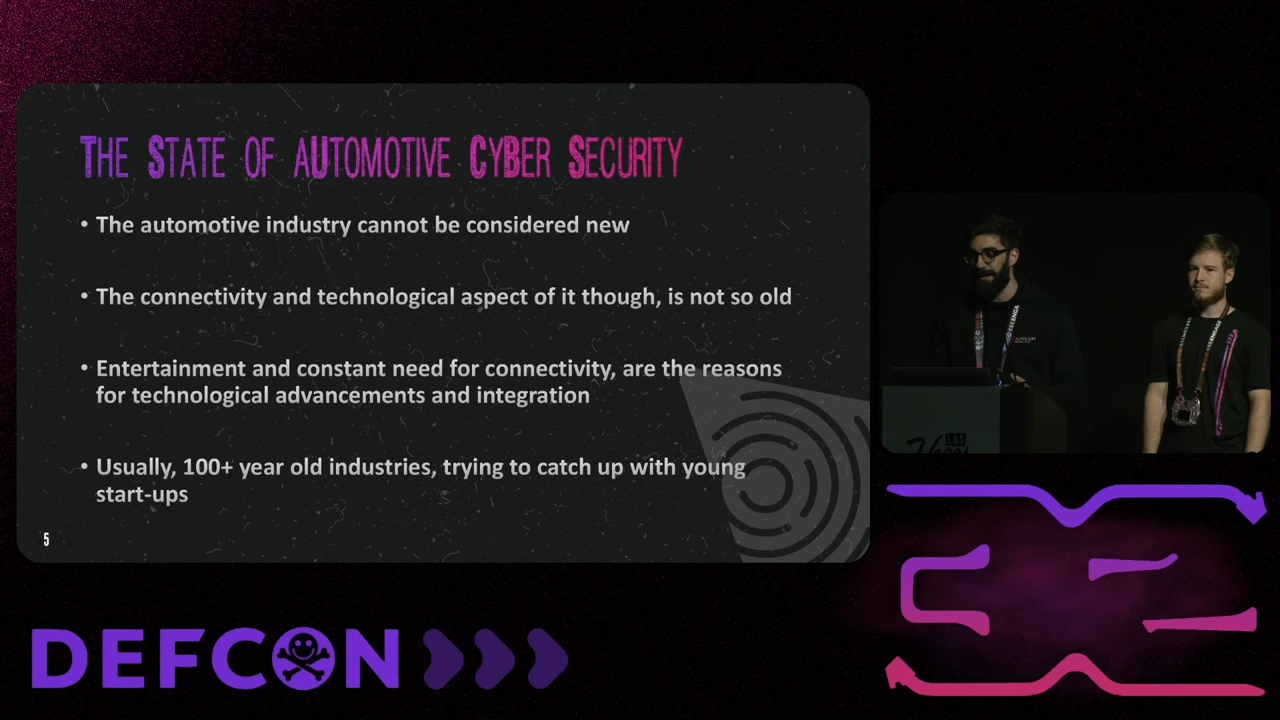 The State of aUtomotive CyBer Security
• The automotive industry cannot be considered new
• The connectivity and technological aspect of it though, is not so old
• Entertainment and constant need for connectivity, are the reasons
for technological advancements and integration
• Usually, 100+ year old industries, trying to catch up with young
start-ups
5
DEFCON